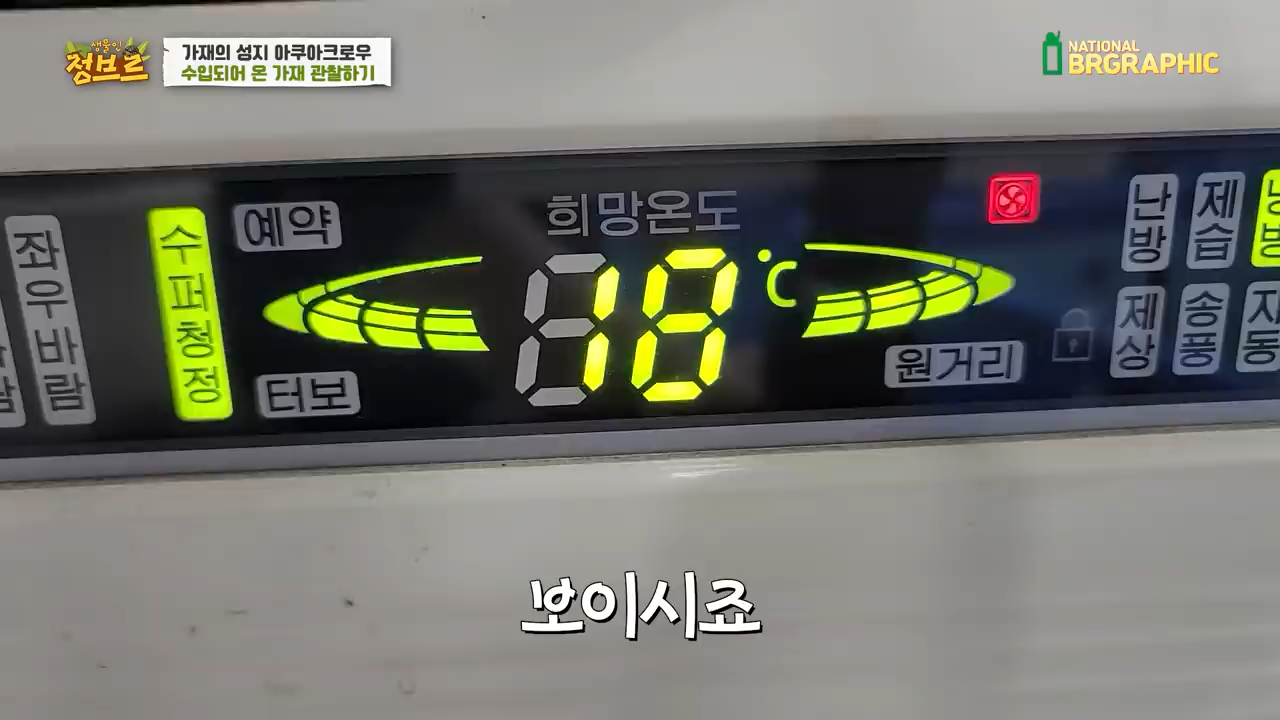 생물인
정브르
가재의 성지 아쿠아크로우
수입되어 온 가재 관찰하기
NATIONAL
BRGRAPHIC
좌우바람
수퍼청정
예약
터보
희망온도
18℃
원거리
난방
제습
제상
송풍
보이시죠